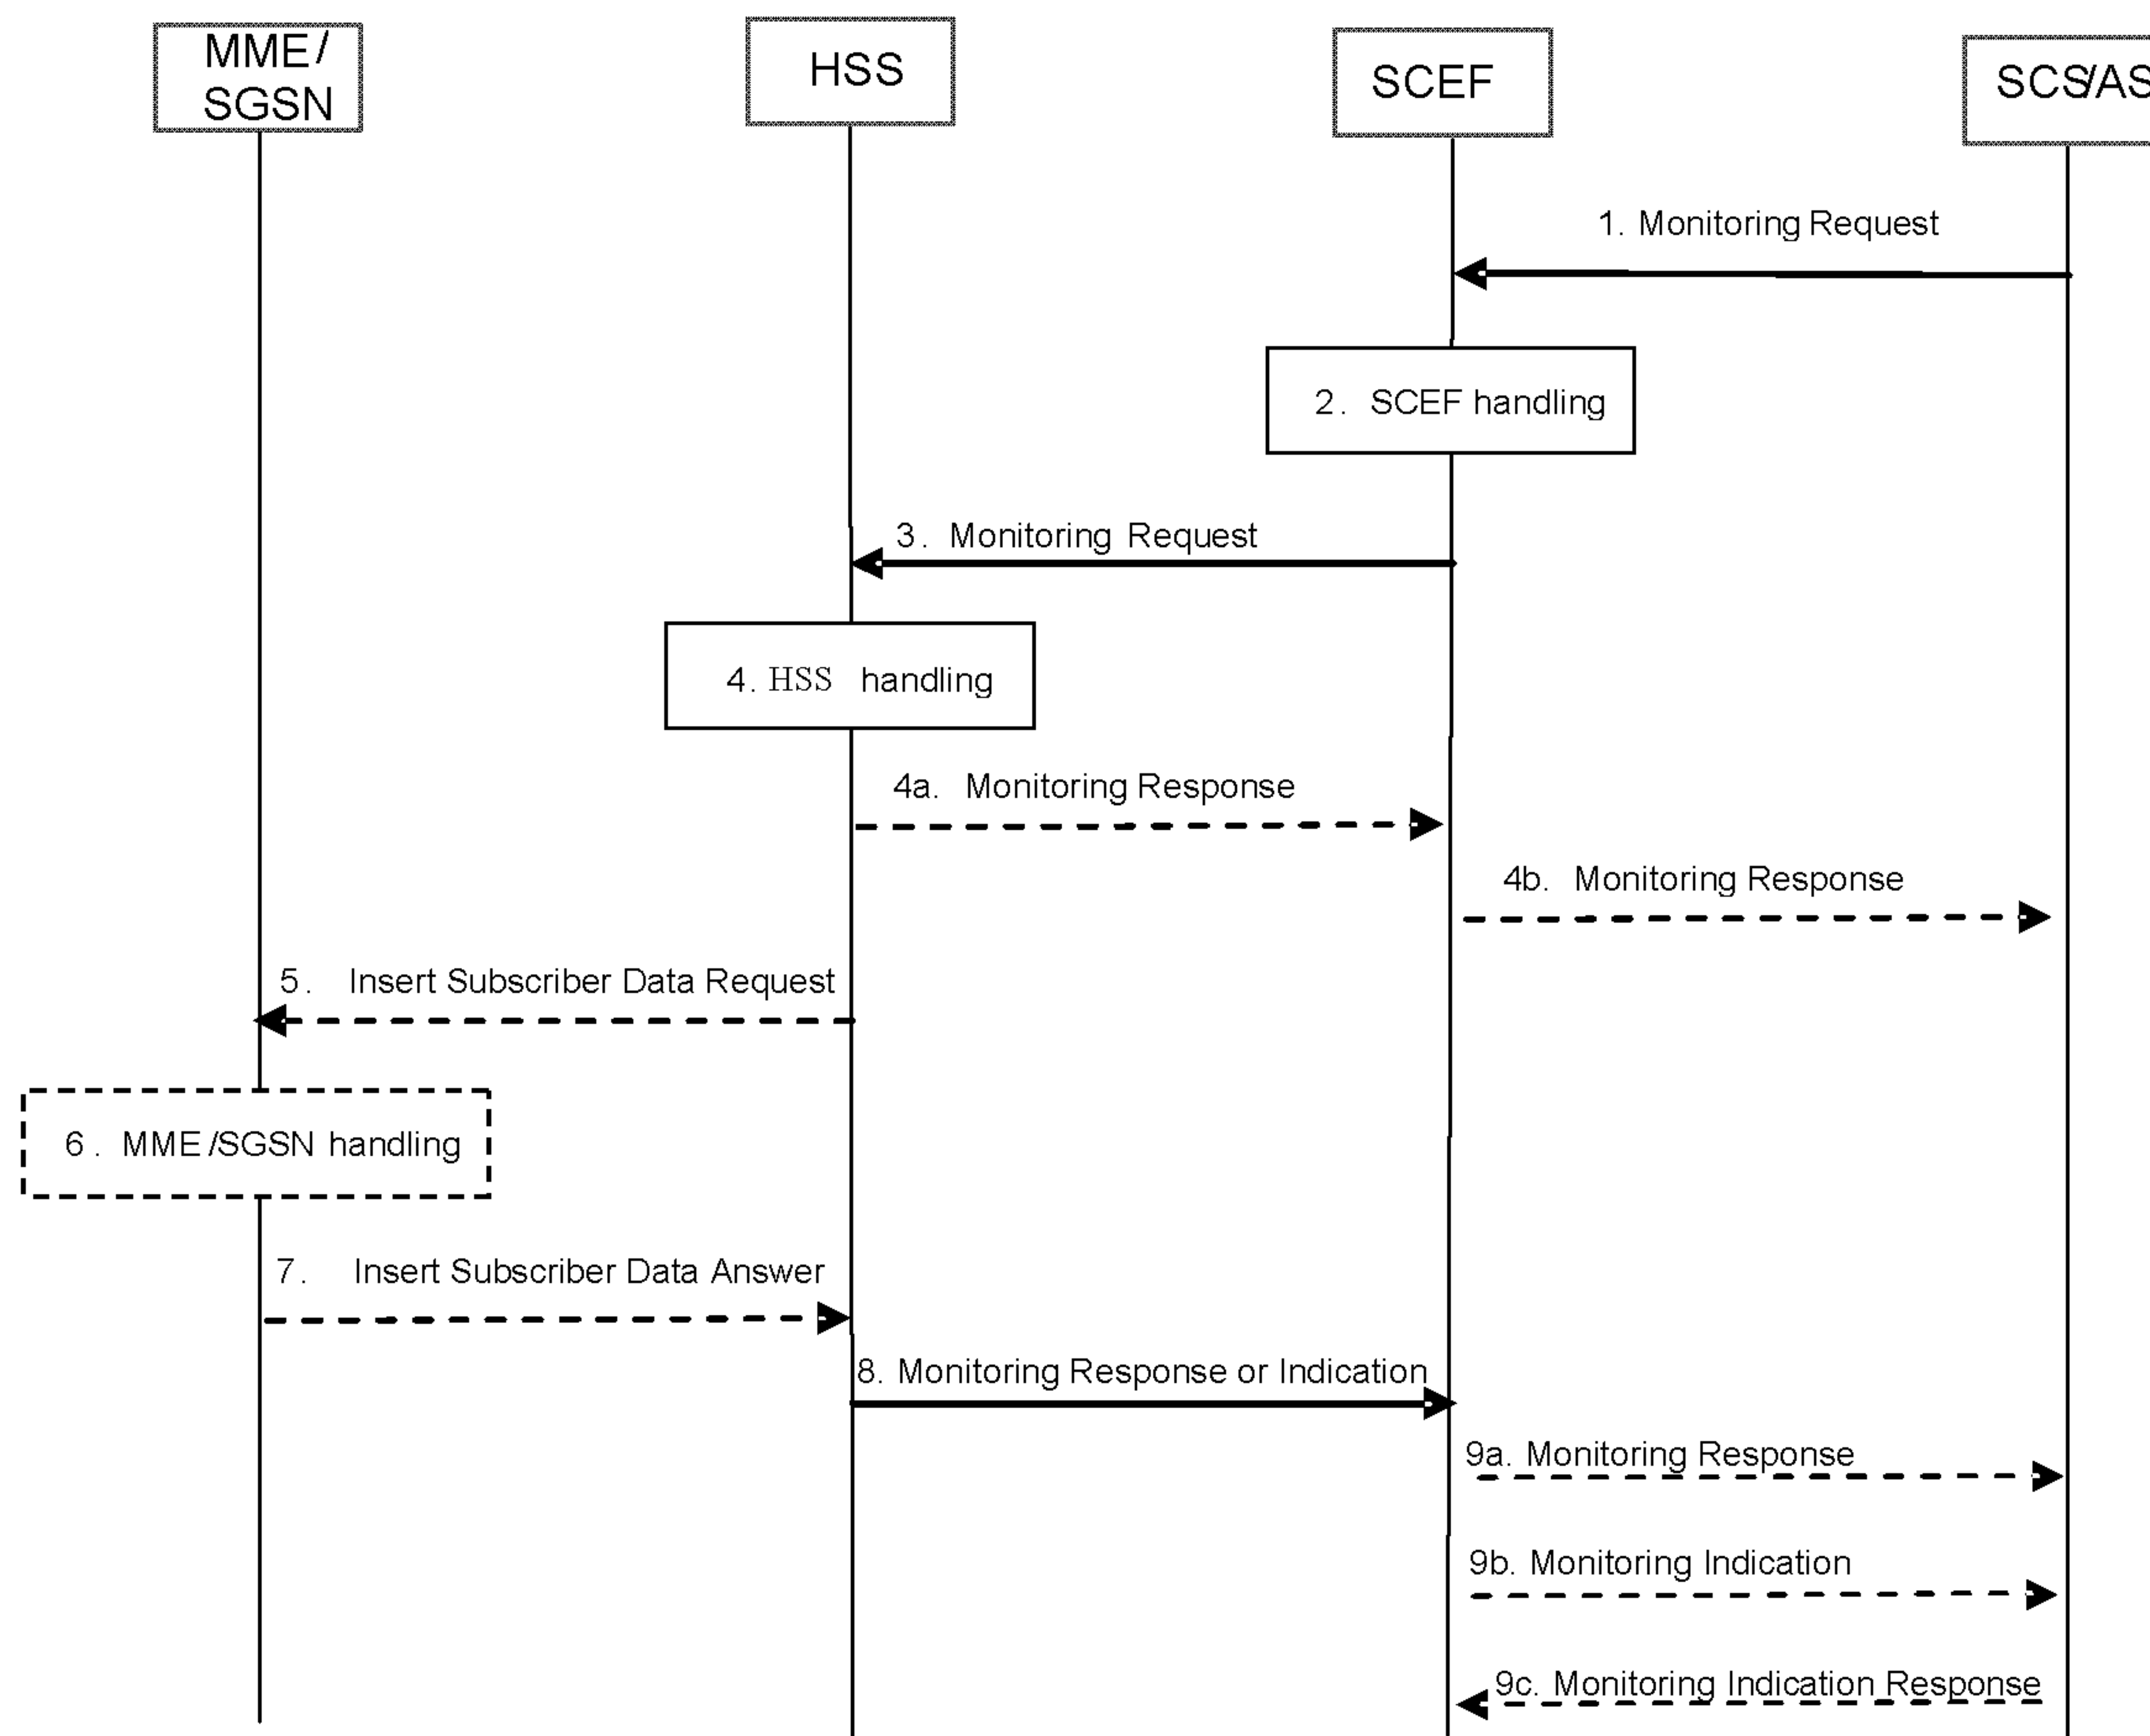 MME/
SGSN
HSS
SCEF
SCS/AS
1. Monitoring Request
2. SCEF handling
3. Monitoring Request
4. HSS handling
4a. Monitoring Response
4b. Monitoring Response
5. Insert Subscriber Data Request
6. MME/SGSN handling
7. Insert Subscriber Data Answer
8. Monitoring Response or Indication
9a. Monitoring Response
9b. Monitoring Indication
9c. Monitoring Indication Response